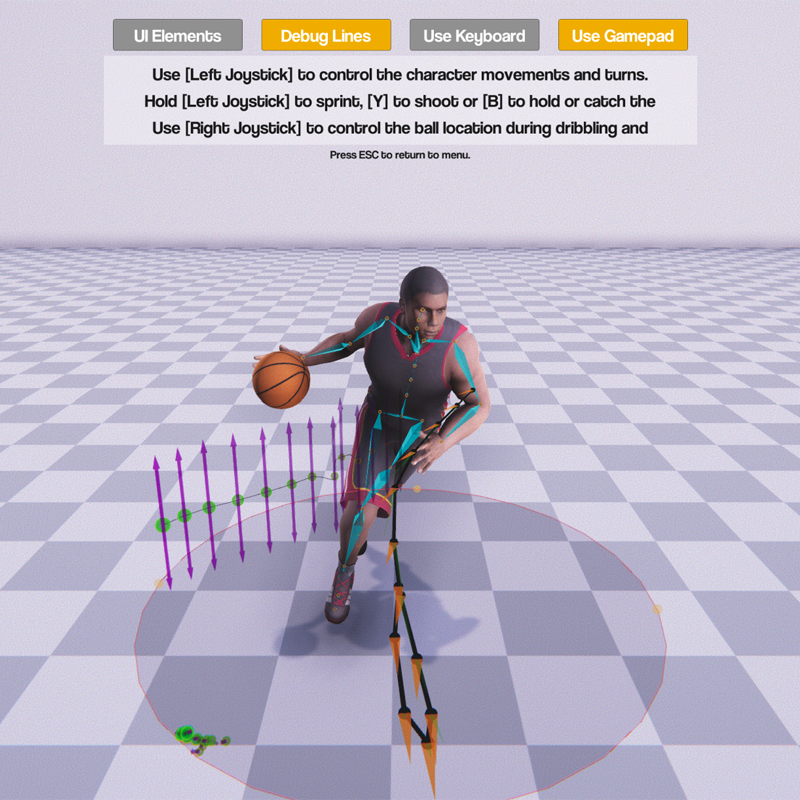 UI Elements Debug Lines Use Keyboard Use Gamepad
Use [Left Joystick] to control the character movements and turns.
Hold [Left Joystick] to sprint, [Y] to shoot or [B] to hold or catch the
Use [Right Joystick] to control the ball location during dribbling and
Press ESC to return to menu.